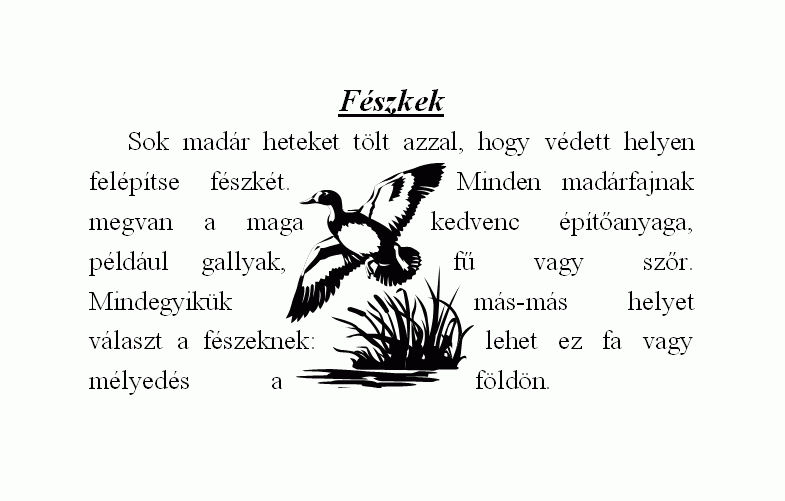 Fészkek
Sok madár heteket tölt azzal, hogy védett helyen
felépítse fészkét. Minden madárfajnak
megvan a maga kedvenc építőanyaga,
például gallyak, fű vagy szőr.
Mindegyikük más-más helyet
választ a fészeknek: lehet ez fa vagy
mélyedés a földön.